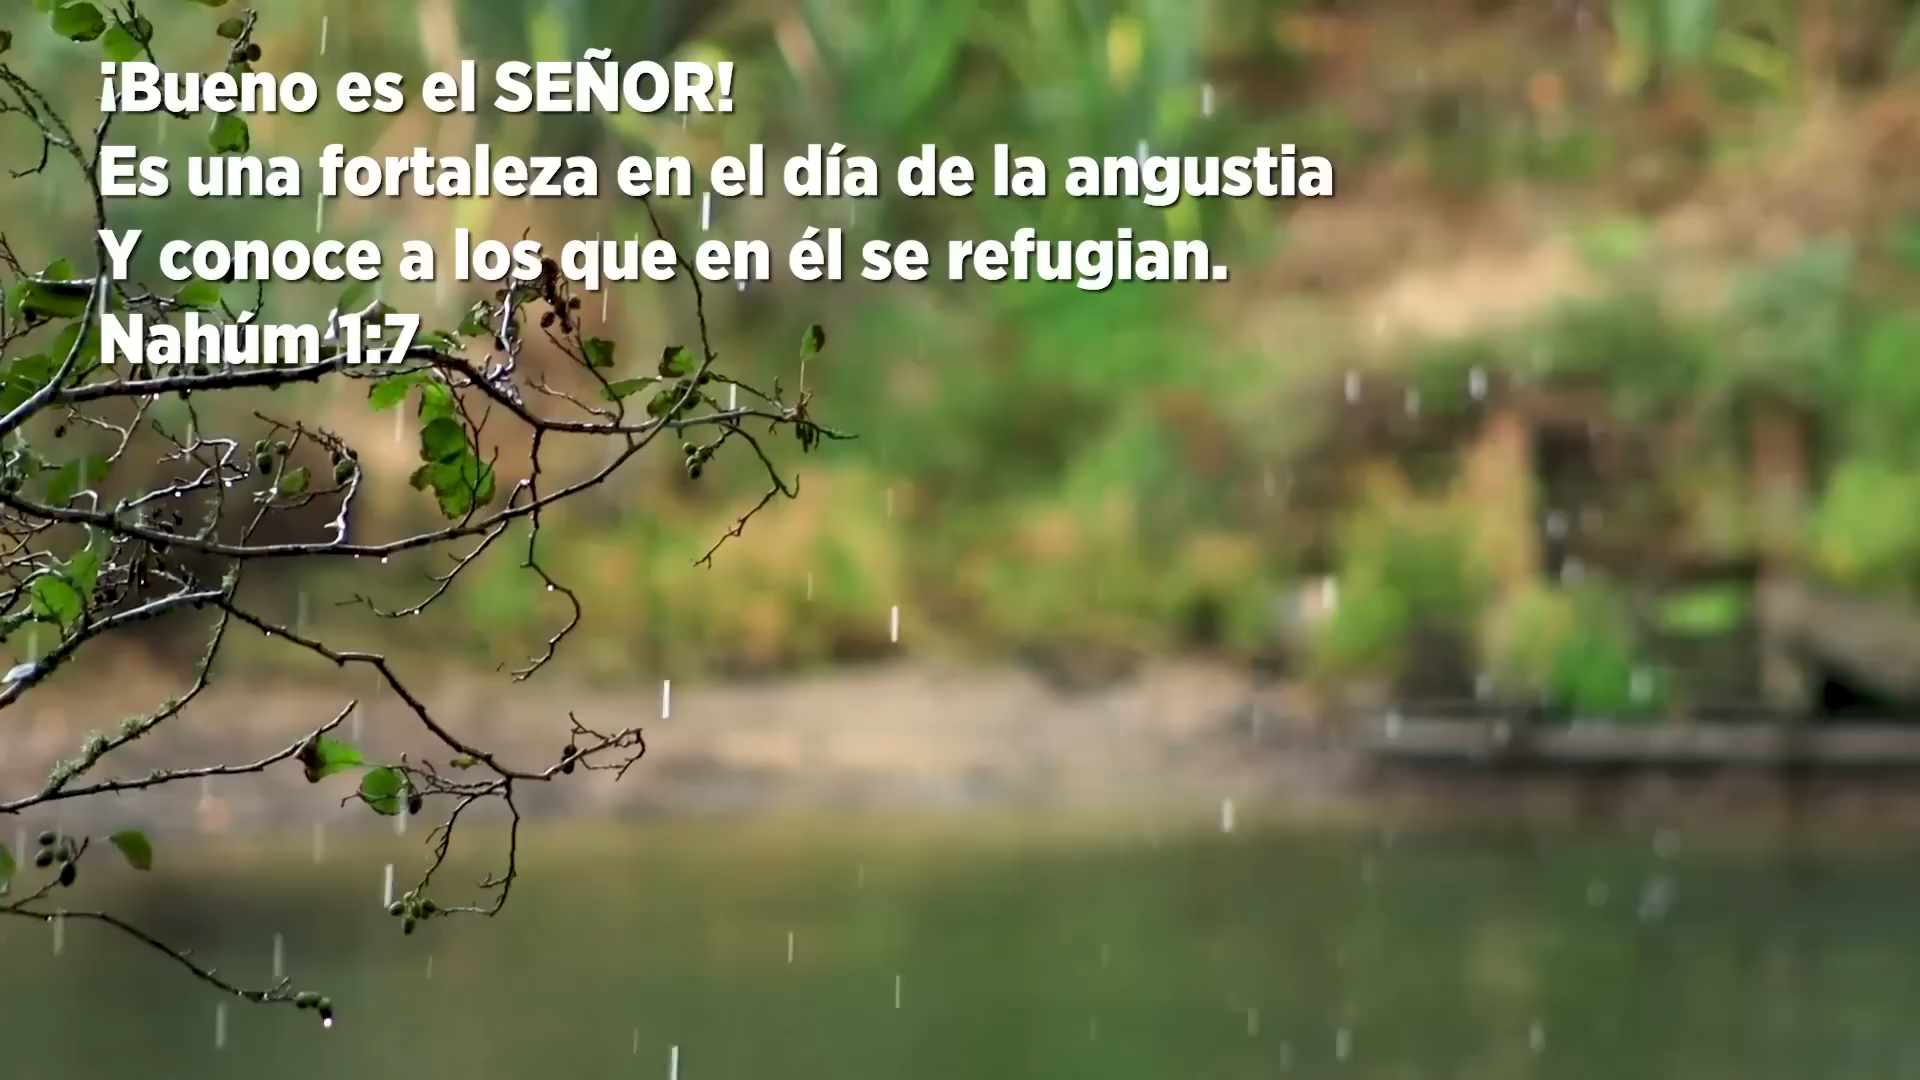 ¡Bueno es el SEÑOR!
Es una fortaleza en el día de la angustia
Y conoce a los que en él se refugian.
Nahúm 1:7